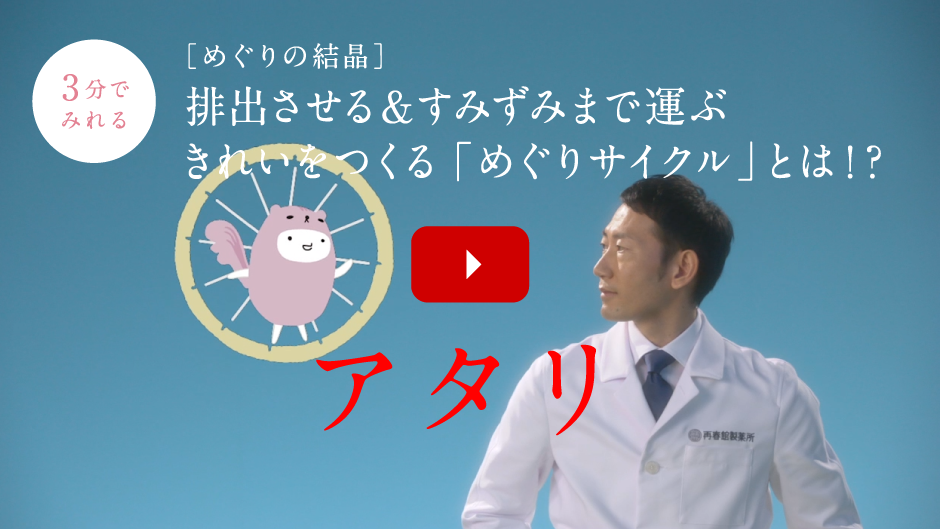 3分で
みれる
[めぐりの結晶]
排出させる&すみずみまで運ぶ
きれいをつくる「めぐりサイクル」とは!?
アタリ
再春館製薬所